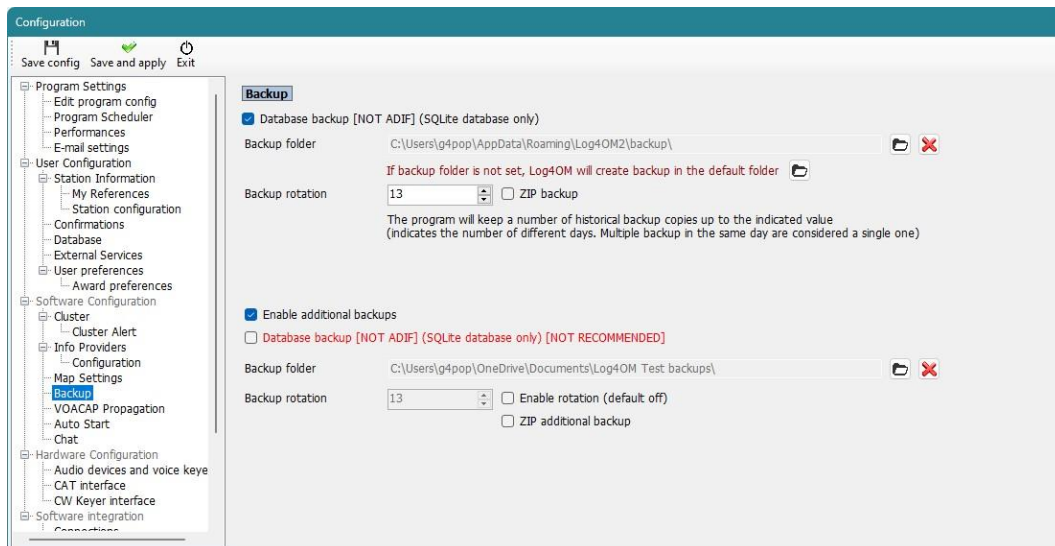 Configuration
Save config Save and apply Exit
Program Settings
Edit program config
Program Scheduler
Performances
E-mail settings
User Configuration
Station Information
My References
Station configuration
Confirmations
Database
External Services
User preferences
Award preferences
Software Configuration
Cluster
Cluster Alert
Info Providers
Configuration
Map Settings
Backup
VOACAP Propagation
Auto Start
Chat
Hardware Configuration
Audio devices and voice keye
CAT interface
CW Keyer interface
Software integration
Connections
Backup
Database backup [NOT ADIF] (SQLite database only)
Backup folder C:\Users\g4pop\AppData\Roaming\Log4OM2\backup\
If backup folder is not set, Log4OM will create backup in the default folder
Backup rotation 13 ZIP backup
The program will keep a number of historical backup copies up to the indicated value
(indicates the number of different days. Multiple backup in the same day are considered a single one)
Enable additional backups
Database backup [NOT ADIF] (SQLite database only) [NOT RECOMMENDED]
Backup folder C:\Users\g4pop\OneDrive\Documents\Log4OM Test backups\
Backup rotation 13 Enable rotation (default off)
ZIP additional backup